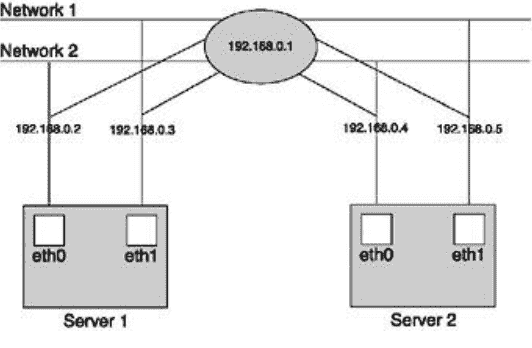 Network 1
192.168.0.1
Network 2
192.168.0.2
192.168.0.3
192.168.0.4
192.168.0.5
eth0
eth1
eth0
eth1
Server 1
Server 2